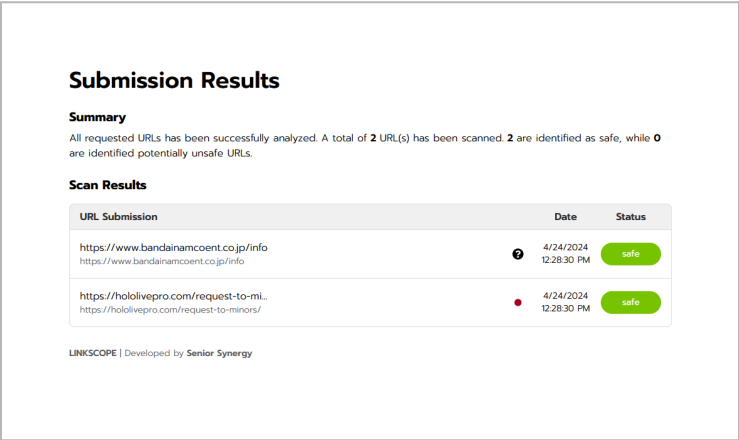 Submission Results
Summary
All requested URLs has been successfully analyzed. A total of 2 URL(s) has been scanned. 2 are identified as safe, while 0
are identified potentially unsafe URLs.
Scan Results
URL Submission Date Status
https://www.bandainamcoent.co.jp/info
https://www.bandainamcoent.co.jp/info
?
4/24/2024
12:28:30 PM
safe
https://hololivepro.com/request-to-mi...
https://hololivepro.com/request-to-minors/
4/24/2024
12:28:30 PM
safe
LINKSCOPE | Developed by Senior Synergy